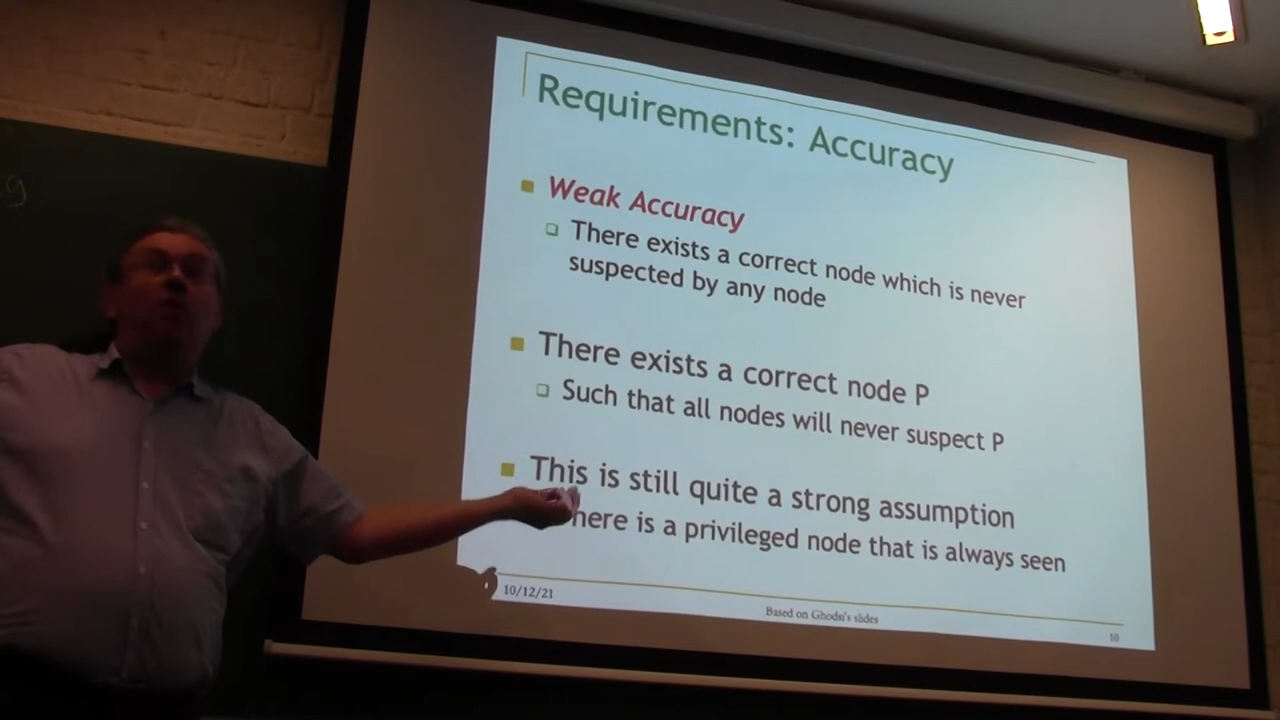 Requirements: Accuracy
Weak Accuracy
There exists a correct node which is never
suspected by any node
There exists a correct node P
Such that all nodes will never suspect P
This is still quite a strong assumption
There is a privileged node that is always seen
10/12/21
Based on Ghodsi's slides
10